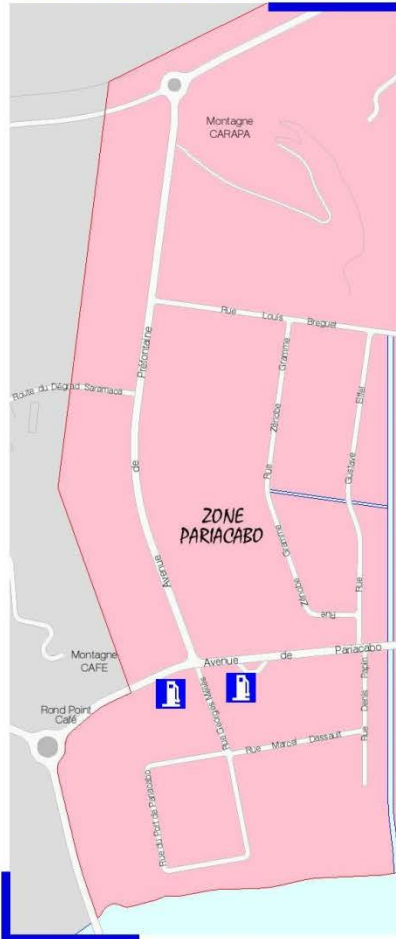 Montagne
CARAPA
Rue Louis Breguet
Avenue de Préfontaine
Route du Dégrad Saramaca
Rue Zénobe Gramme
Rue Gustave Eiffel
ZONE
PARIACABO
Rue Zénobe Gramme
Avenue de Pariacabo
Montagne
CAFE
Rond Point
Café
Rue Georges Méliès
Rue Denis Papin
Rue Marcel Dassault
Rue du Port de Pariacabo